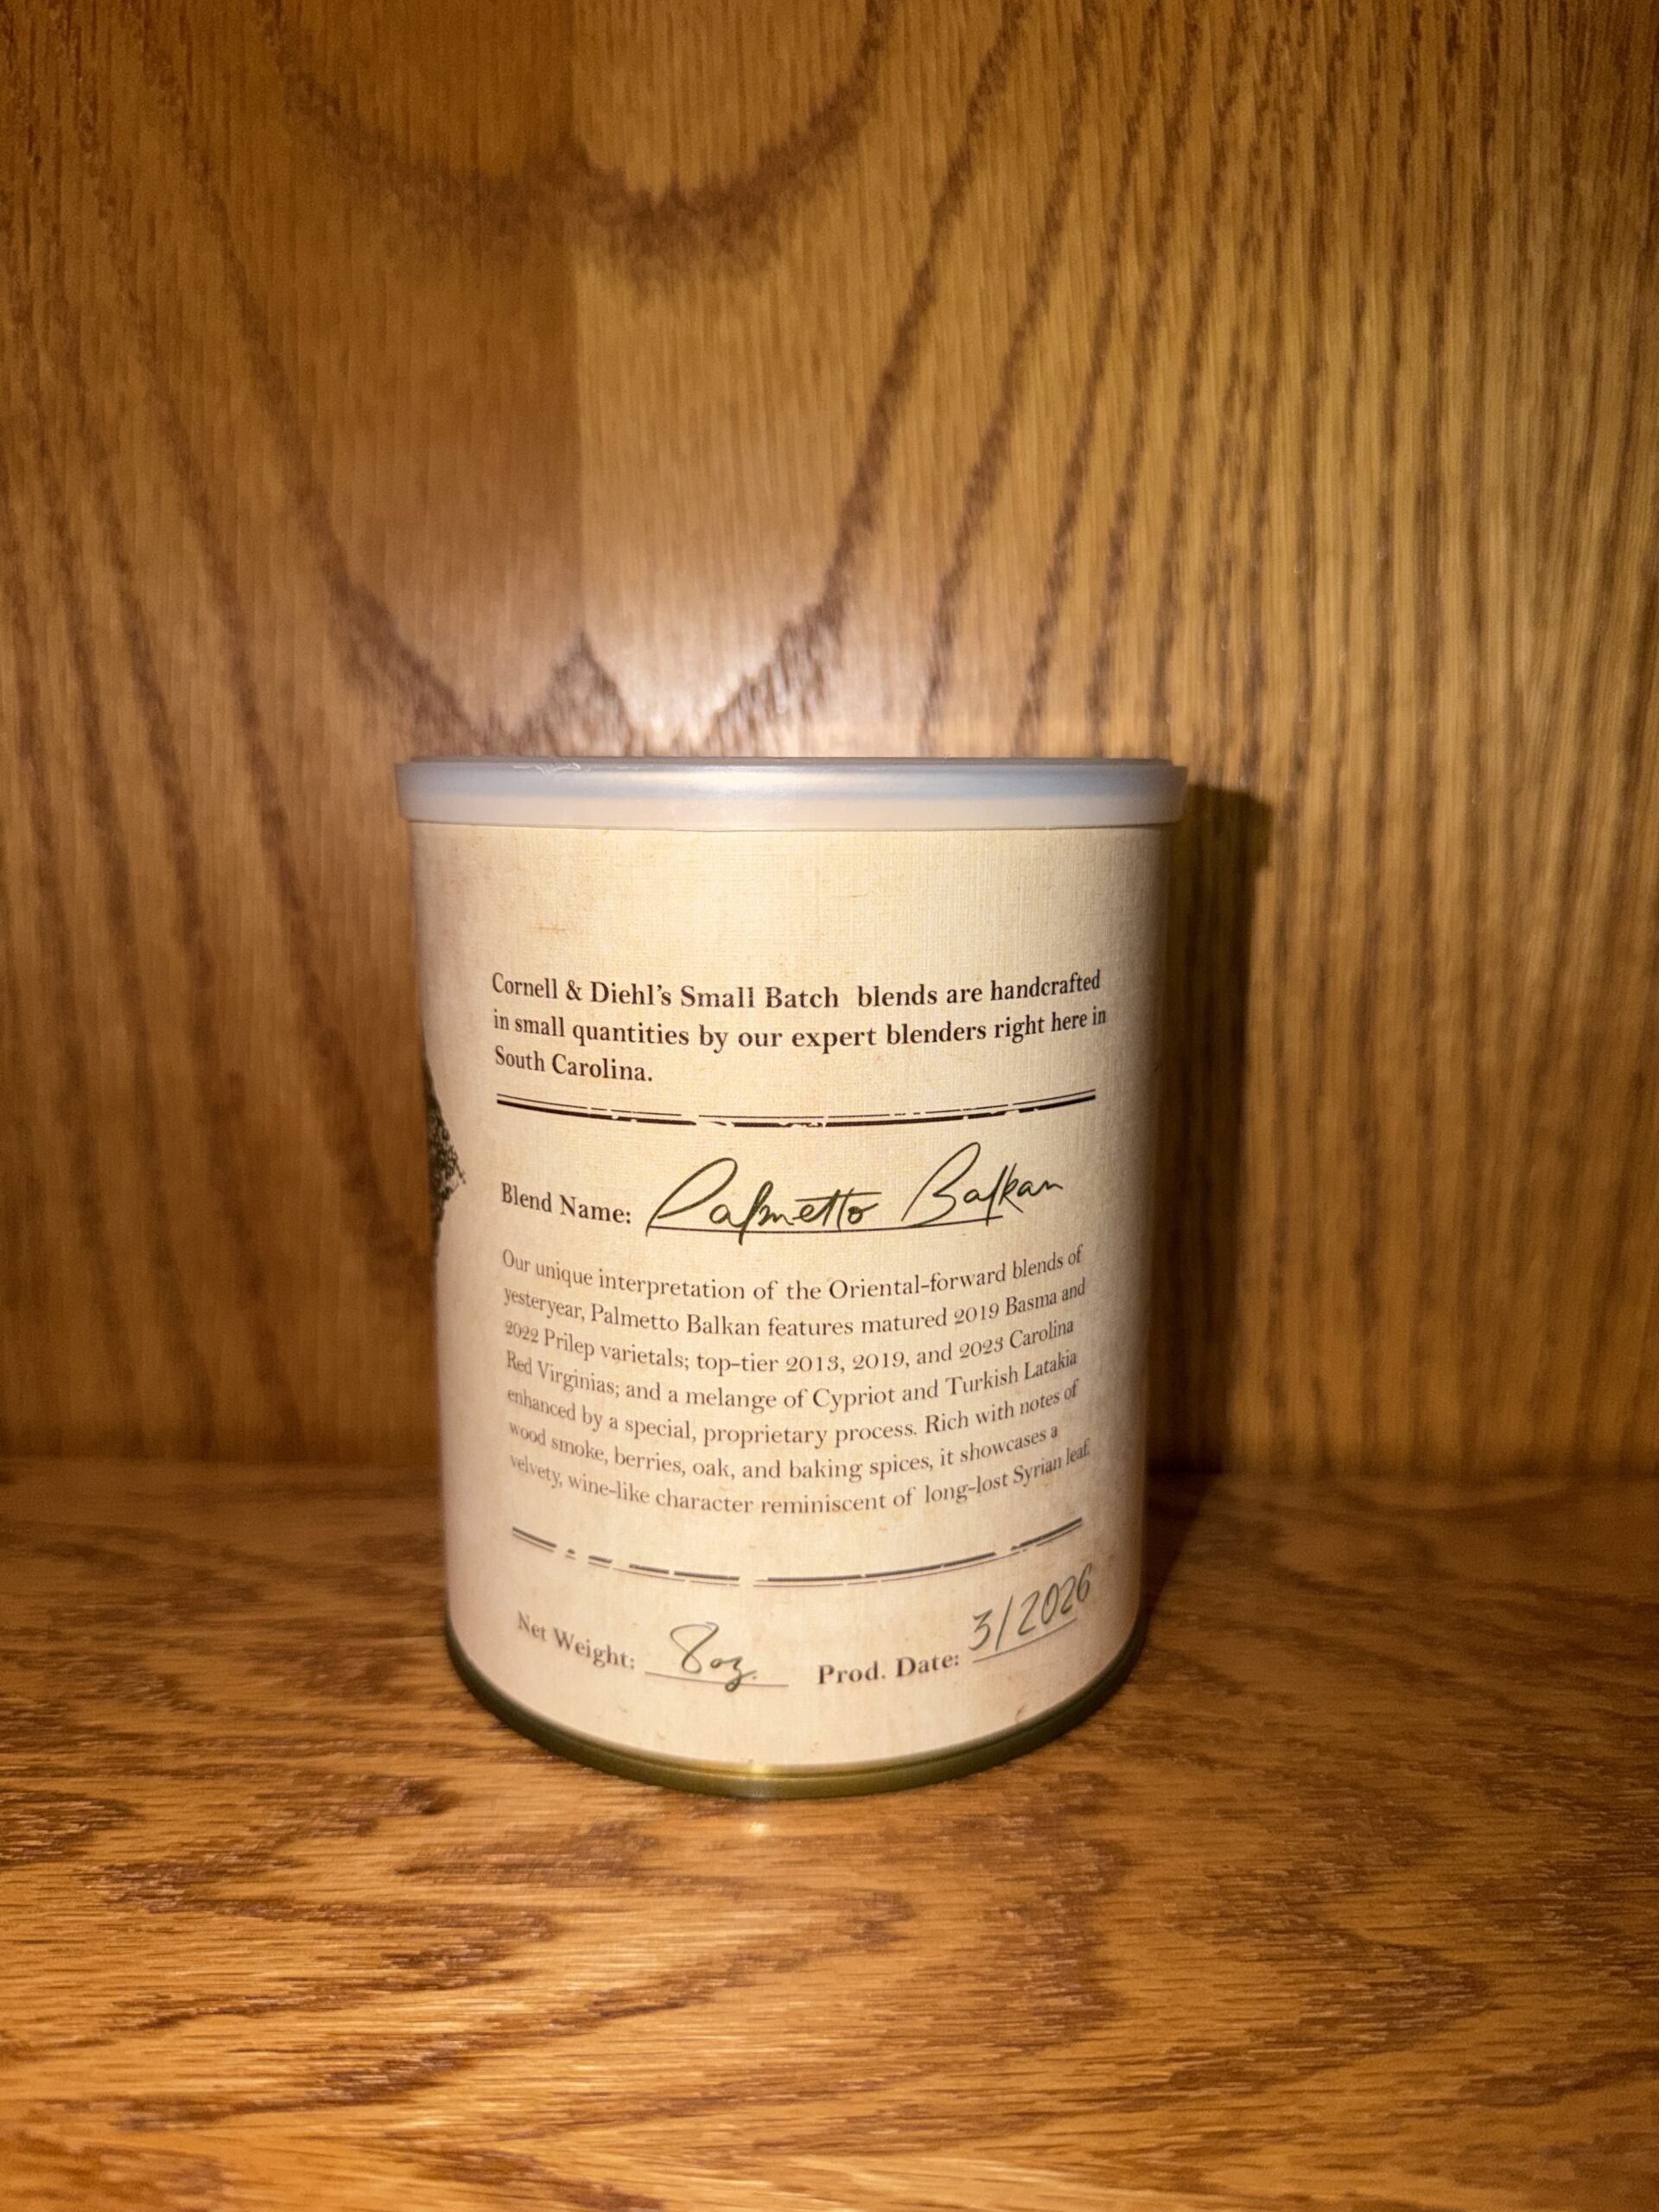 Cornell & Diehl's Small Batch blends are handcrafted
in small quantities by our expert blenders right here in
South Carolina.
Blend Name: Palmetto Balkan
Our unique interpretation of the Oriental-forward blends of
yesteryear, Palmetto Balkan features matured 2019 Basma and
2022 Prilep varietals; top-tier 2013, 2019, and 2023 Carolina
Red Virginias; and a melange of Cypriot and Turkish Latakia
enhanced by a special, proprietary process. Rich with notes of
wood smoke, berries, oak, and baking spices, it showcases a
velvety, wine-like character reminiscent of long-lost Syrian leaf.
Net Weight: 8oz. Prod. Date: 3/2026